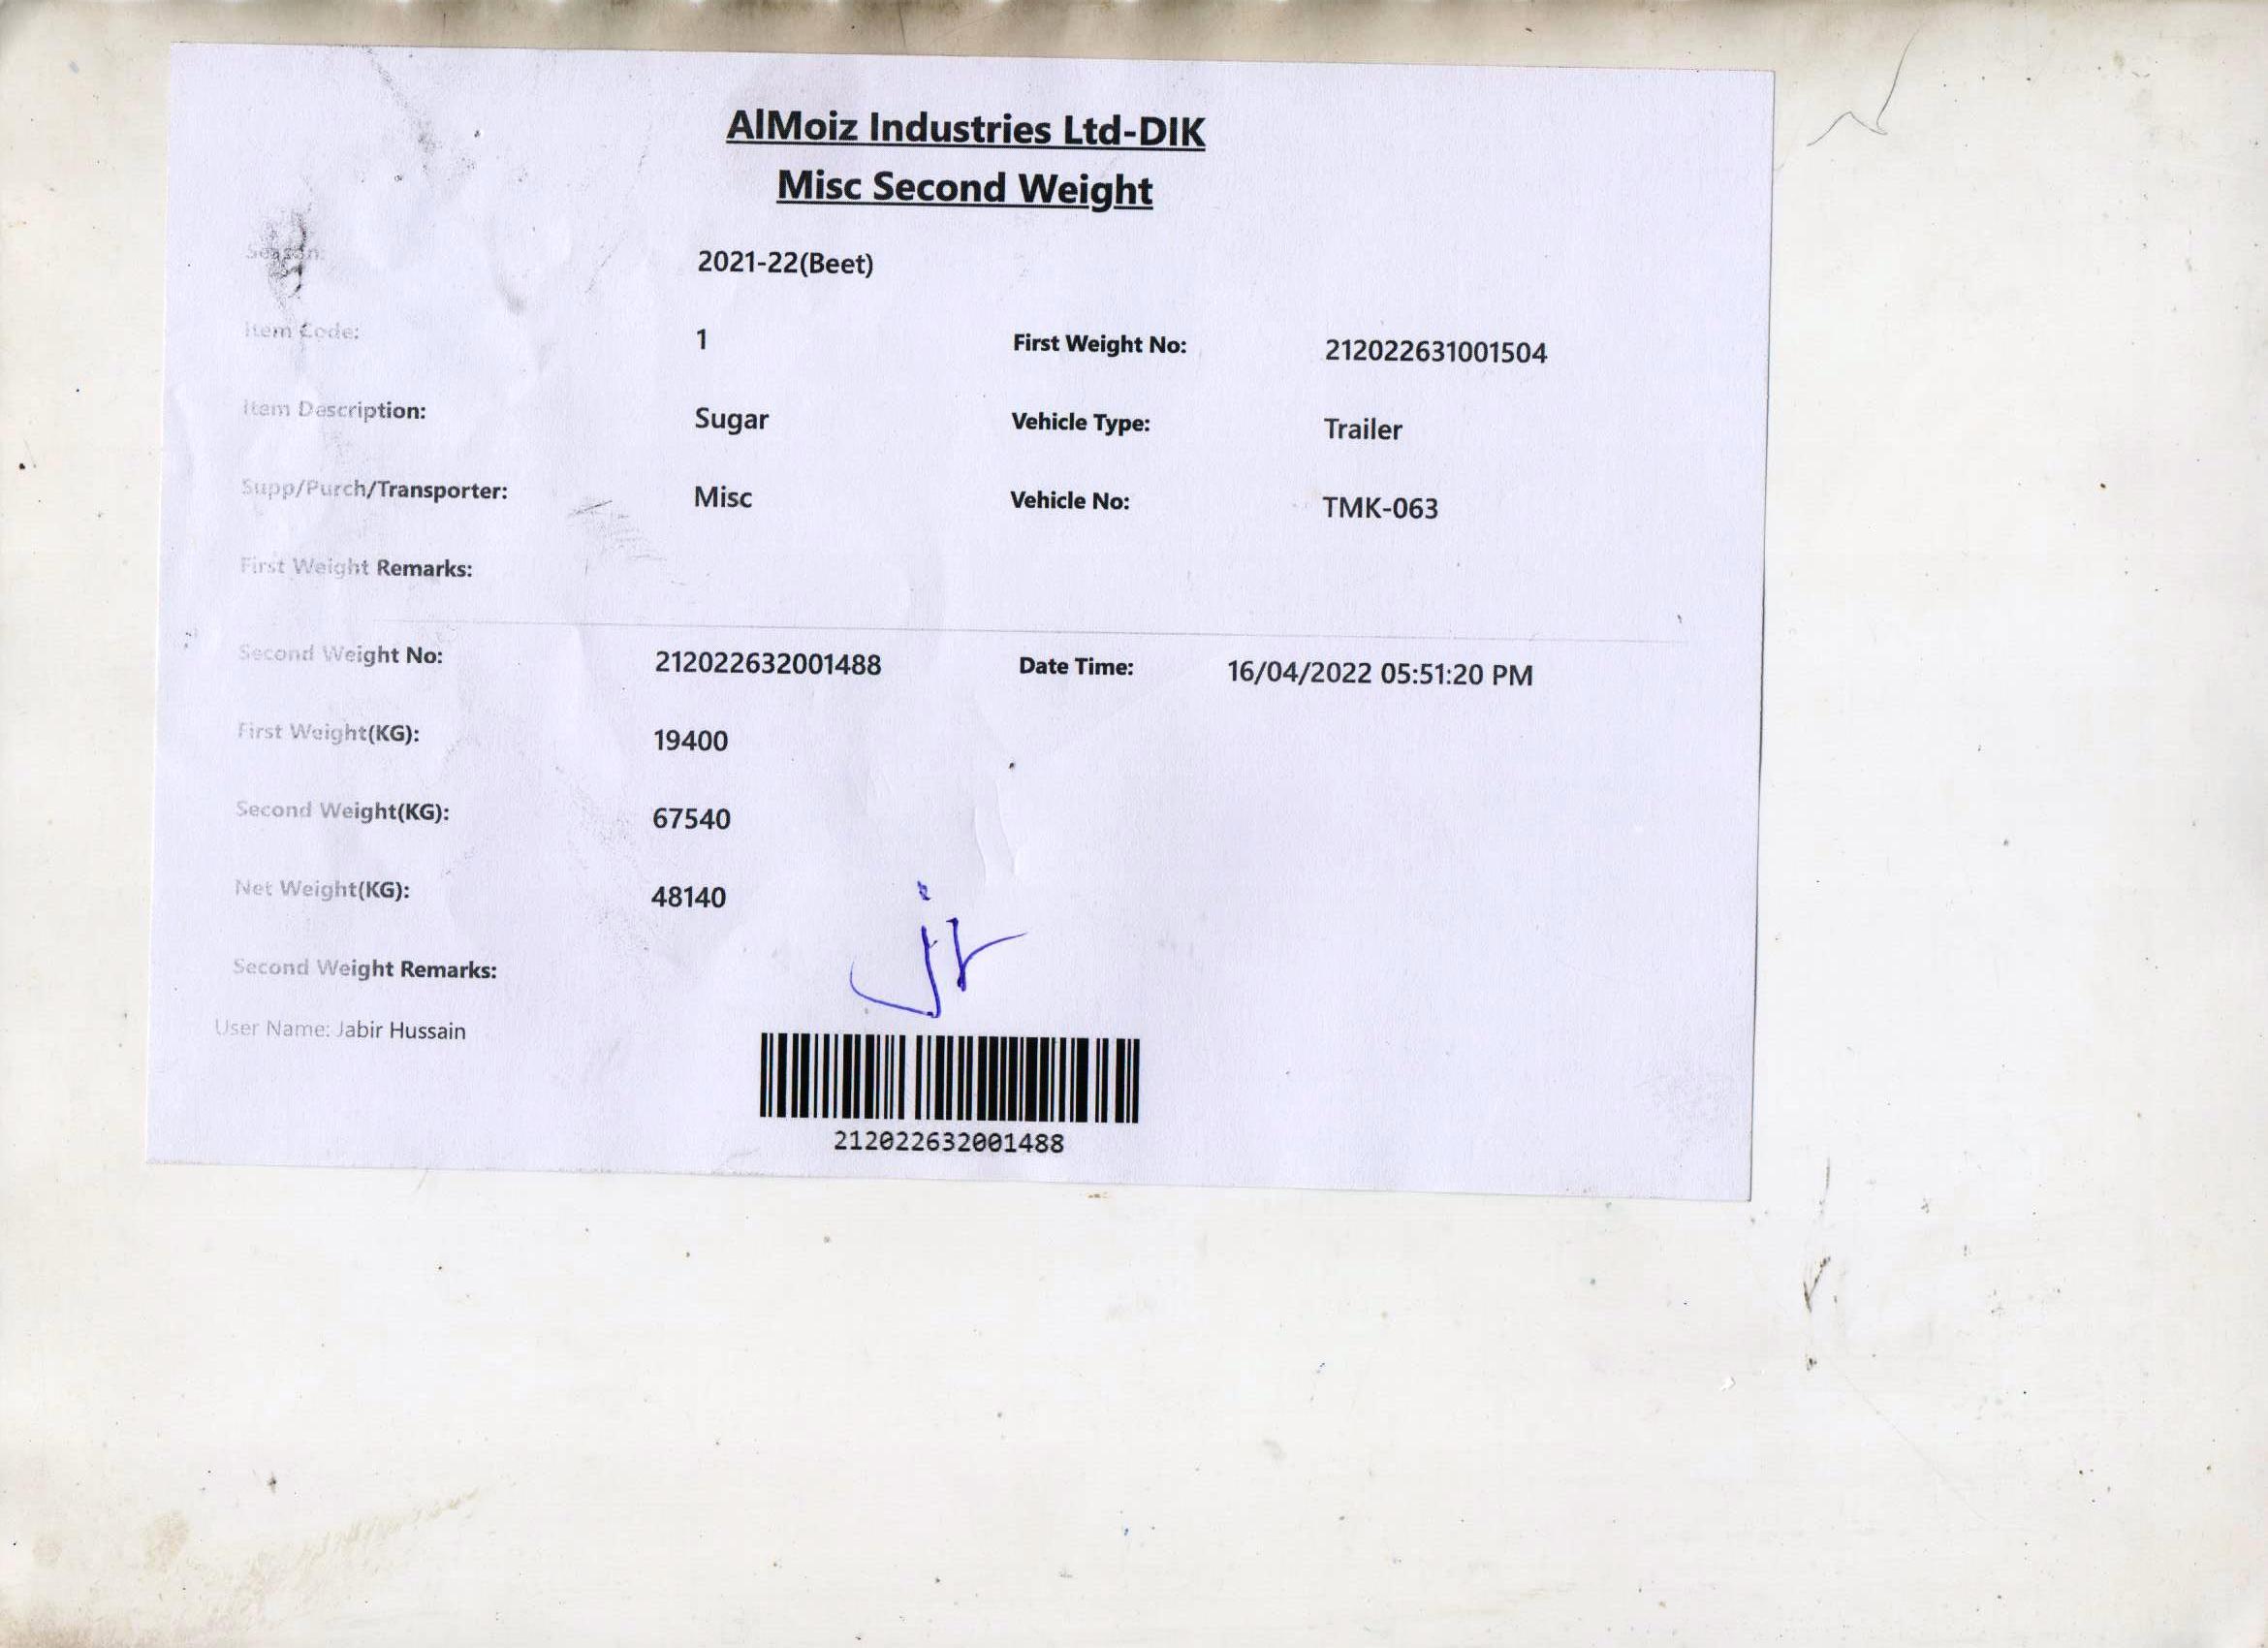 AlMoiz Industries Ltd-DIK
Misc Second Weight
Season: 2021-22(Beet)
Item Code: 1 First Weight No: 212022631001504
Item Description: Sugar Vehicle Type: Trailer
Supp/Purch/Transporter: Misc Vehicle No: TMK-063
First Weight Remarks:
Second Weight No: 212022632001488 Date Time: 16/04/2022 05:51:20 PM
First Weight(KG): 19400
Second Weight(KG): 67540
Net Weight(KG): 48140
Second Weight Remarks:
User Name: Jabir Hussain
212022632001488